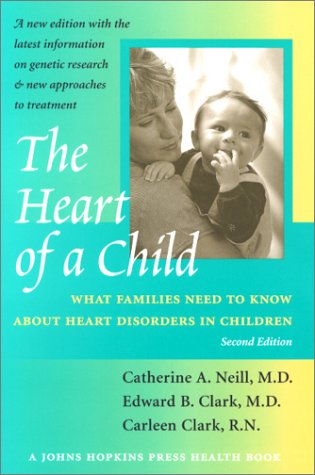 A new edition with the
latest information
on genetic research
& new approaches
to treatment
The
Heart
of a Child
WHAT FAMILIES NEED TO KNOW
ABOUT HEART DISORDERS IN CHILDREN
Second Edition
Catherine A. Neill, M.D.
Edward B. Clark, M.D.
Carleen Clark, R.N.
A JOHNS HOPKINS PRESS HEALTH BOOK